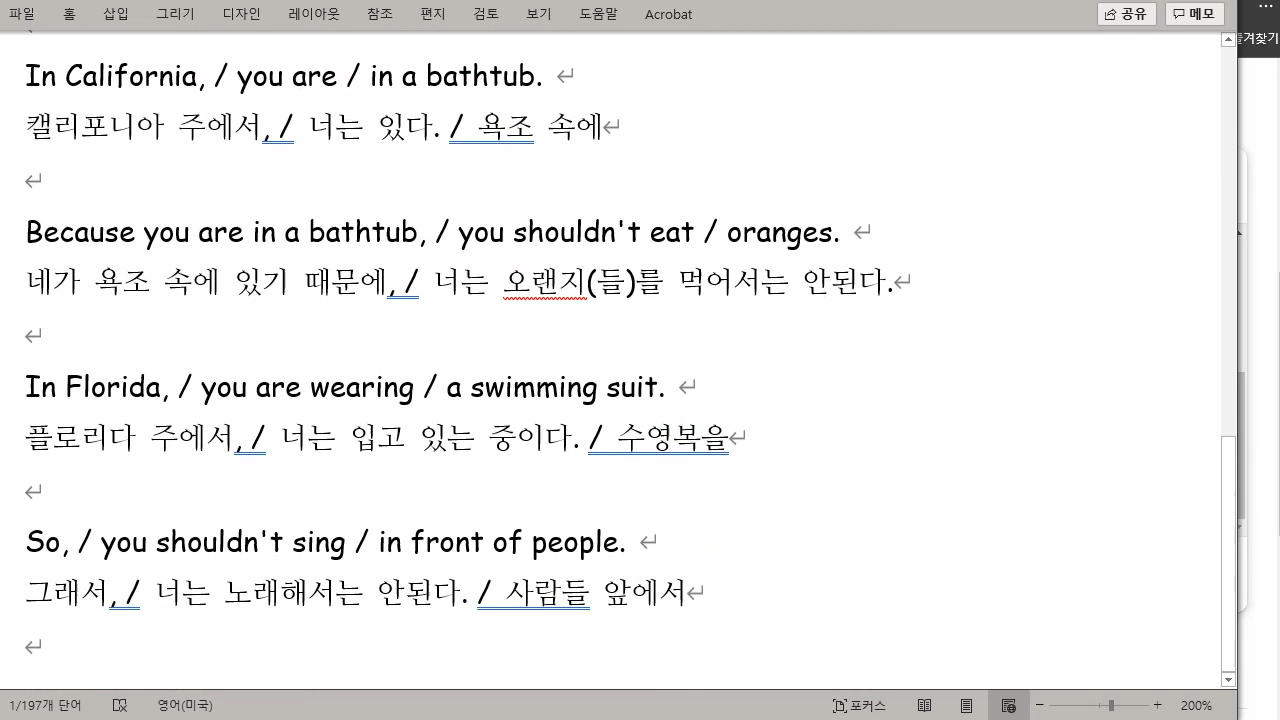 파일 홈 삽입 그리기 디자인 레이아웃 참조 편지 검토 보기 도움말 Acrobat 공유 메모
In California, / you are / in a bathtub.
캘리포니아 주에서, / 너는 있다. / 욕조 속에
Because you are in a bathtub, / you shouldn't eat / oranges.
네가 욕조 속에 있기 때문에, / 너는 오랜지(들)를 먹어서는 안된다.
In Florida, / you are wearing / a swimming suit.
플로리다 주에서, / 너는 입고 있는 중이다. / 수영복을
So, / you shouldn't sing / in front of people.
그래서, / 너는 노래해서는 안된다. / 사람들 앞에서
1/197개 단어 영어(미국) 포커스 200%